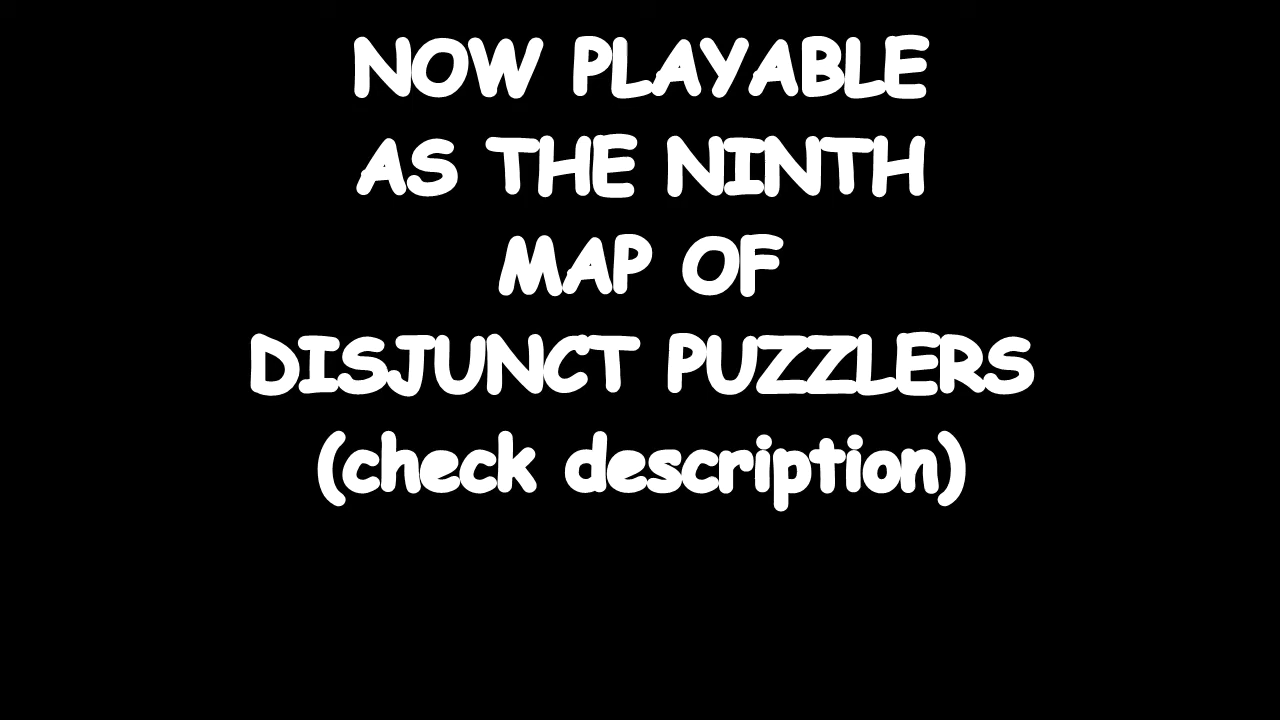 NOW PLAYABLE
AS THE NINTH
MAP OF
DISJUNCT PUZZLERS
(check description)